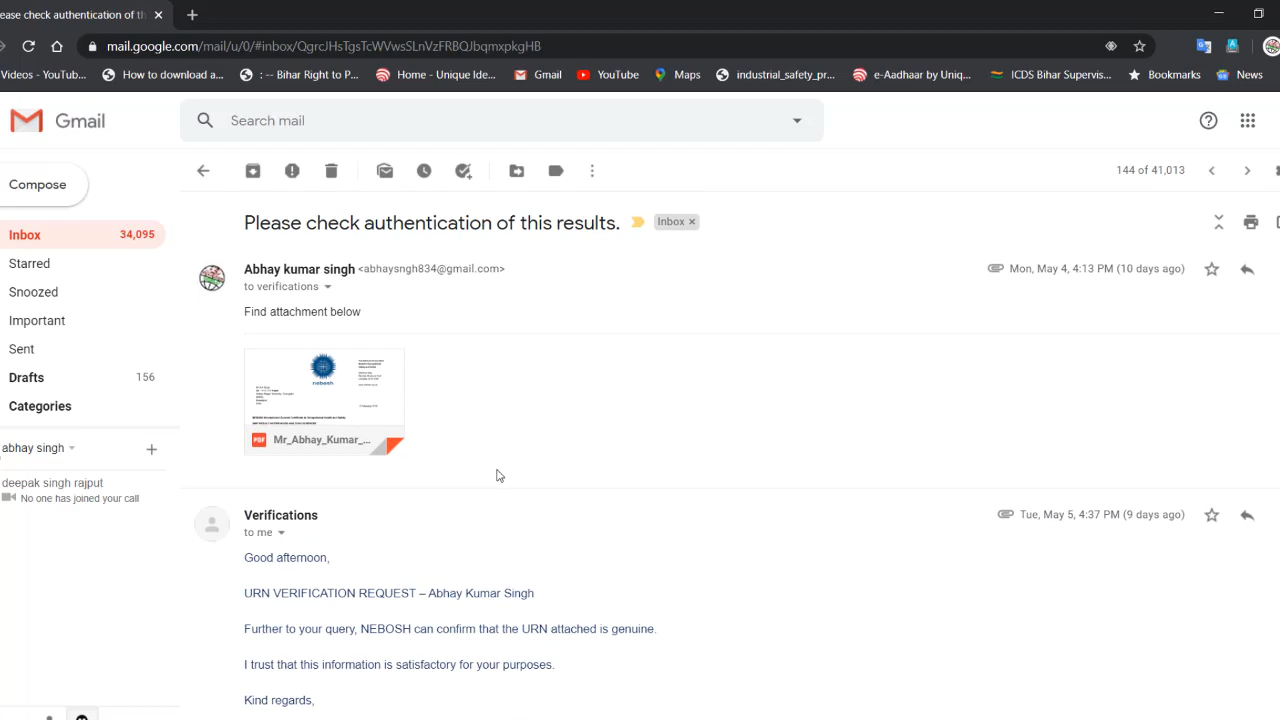 lease check authentication of th
mail.google.com/mail/u/0/#inbox/QgrcJHsTgsTcWVwsSLnVzFRBQJbqmxpkgHB
Videos - YouTub... How to download a... : -- Bihar Right to P... Home - Unique Ide... Gmail YouTube Maps industrial_safety_pr... e-Aadhaar by Uniq... ICDS Bihar Supervis... Bookmarks News
Gmail
Search mail
Compose
144 of 41,013
Please check authentication of this results.
Inbox ×
Inbox 34,095
Starred
Snoozed
Important
Sent
Drafts 156
Categories
abhay singh
deepak singh rajput
No one has joined your call
Abhay kumar singh <abhaysngh834@gmail.com>
Mon, May 4, 4:13 PM (10 days ago)
to verifications
Find attachment below
nebosh
PDF Mr_Abhay_Kumar_...
Verifications
Tue, May 5, 4:37 PM (9 days ago)
to me
Good afternoon,
URN VERIFICATION REQUEST – Abhay Kumar Singh
Further to your query, NEBOSH can confirm that the URN attached is genuine.
I trust that this information is satisfactory for your purposes.
Kind regards,